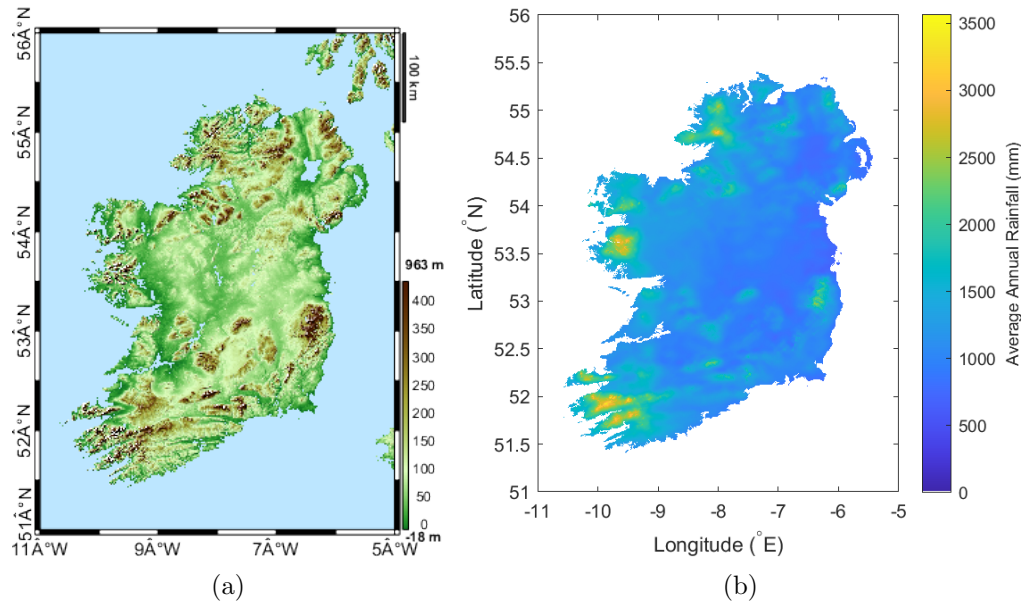 56Â°N
55Â°N
54Â°N
53Â°N
52Â°N
51Â°N
11Â°W
9Â°W
7Â°W
5Â°W
100 km
963 m
400
350
300
250
200
150
100
50
0
-18 m
(a)
56
55.5
55
54.5
54
53.5
53
52.5
52
51.5
51
Latitude (°N)
-11
-10
-9
-8
-7
-6
-5
Longitude (°E)
3500
3000
2500
2000
1500
1000
500
0
Average Annual Rainfall (mm)
(b)